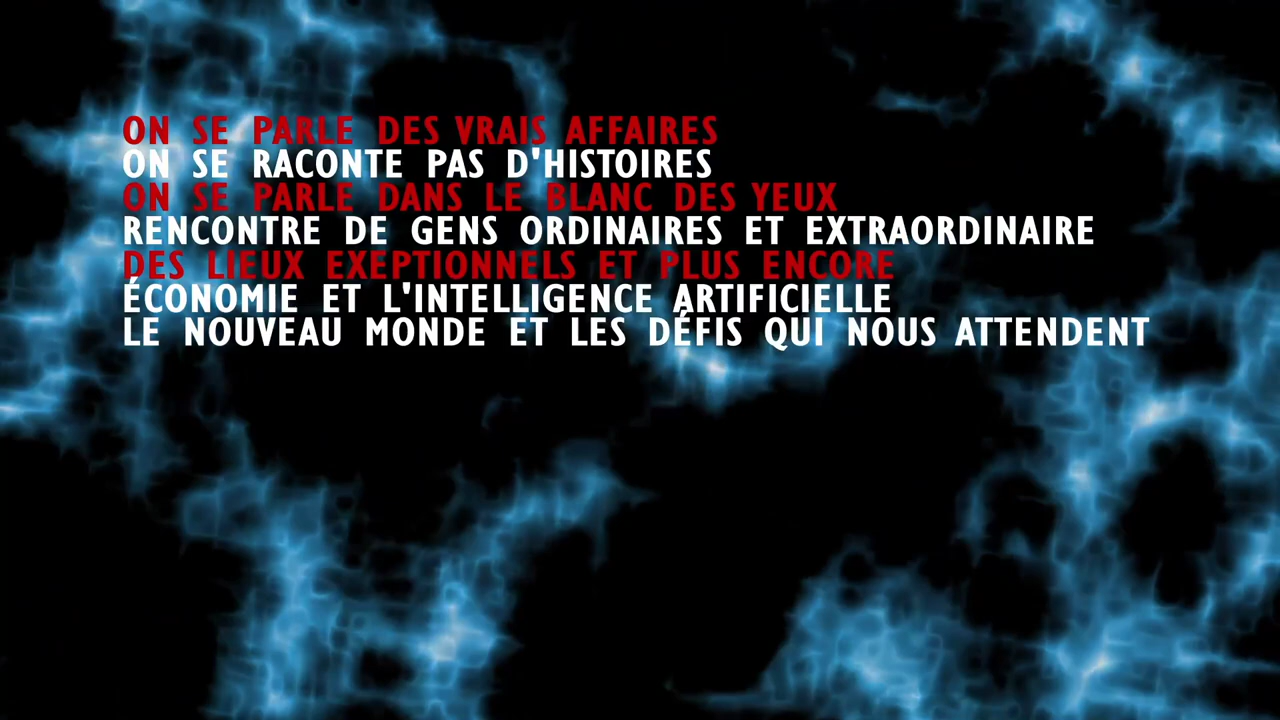 ON SE PARLE DES VRAIS AFFAIRES
ON SE RACONTE PAS D'HISTOIRES
ON SE PARLE DANS LE BLANC DES YEUX
RENCONTRE DE GENS ORDINAIRES ET EXTRAORDINAIRE
DES LIEUX EXEPTIONNELS ET PLUS ENCORE
ÉCONOMIE ET L'INTELLIGENCE ARTIFICIELLE
LE NOUVEAU MONDE ET LES DÉFIS QUI NOUS ATTENDENT